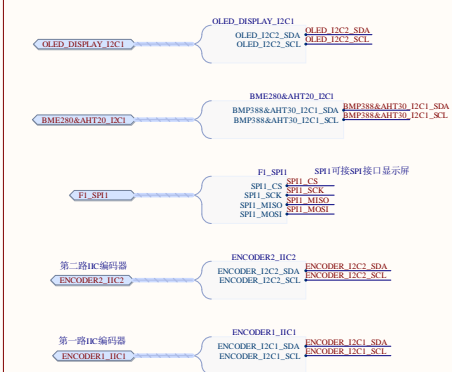 OLED_DISPLAY_I2C1
OLED_DISPLAY_I2C1
OLED_I2C2_SDA OLED_I2C2_SDA
OLED_I2C2_SCL OLED_I2C2_SCL
BME280&AHT20_I2C1
BME280&AHT20_I2C1
BMP388&AHT30_I2C1_SDA BMP388&AHT30_I2C1_SDA
BMP388&AHT30_I2C1_SCL BMP388&AHT30_I2C1_SCL
F1_SPI1
F1_SPI1 SPI1可接SPI接口显示屏
SPI1_CS SPI1_CS
SPI1_SCK SPI1_SCK
SPI1_MISO SPI1_MISO
SPI1_MOSI SPI1_MOSI
第二路IIC编码器
ENCODER2_IIC2
ENCODER2_IIC2
ENCODER_I2C2_SDA ENCODER_I2C2_SDA
ENCODER_I2C2_SCL ENCODER_I2C2_SCL
第一路IIC编码器
ENCODER1_IIC1
ENCODER1_IIC1
ENCODER_I2C1_SDA ENCODER_I2C1_SDA
ENCODER_I2C1_SCL ENCODER_I2C1_SCL